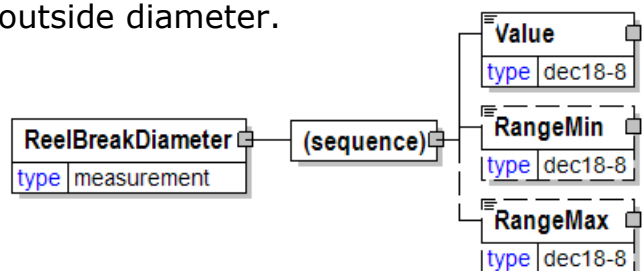 outside diameter.
Value
type dec18-8
ReelBreakDiameter
type measurement
(sequence)
RangeMin
type dec18-8
RangeMax
type dec18-8